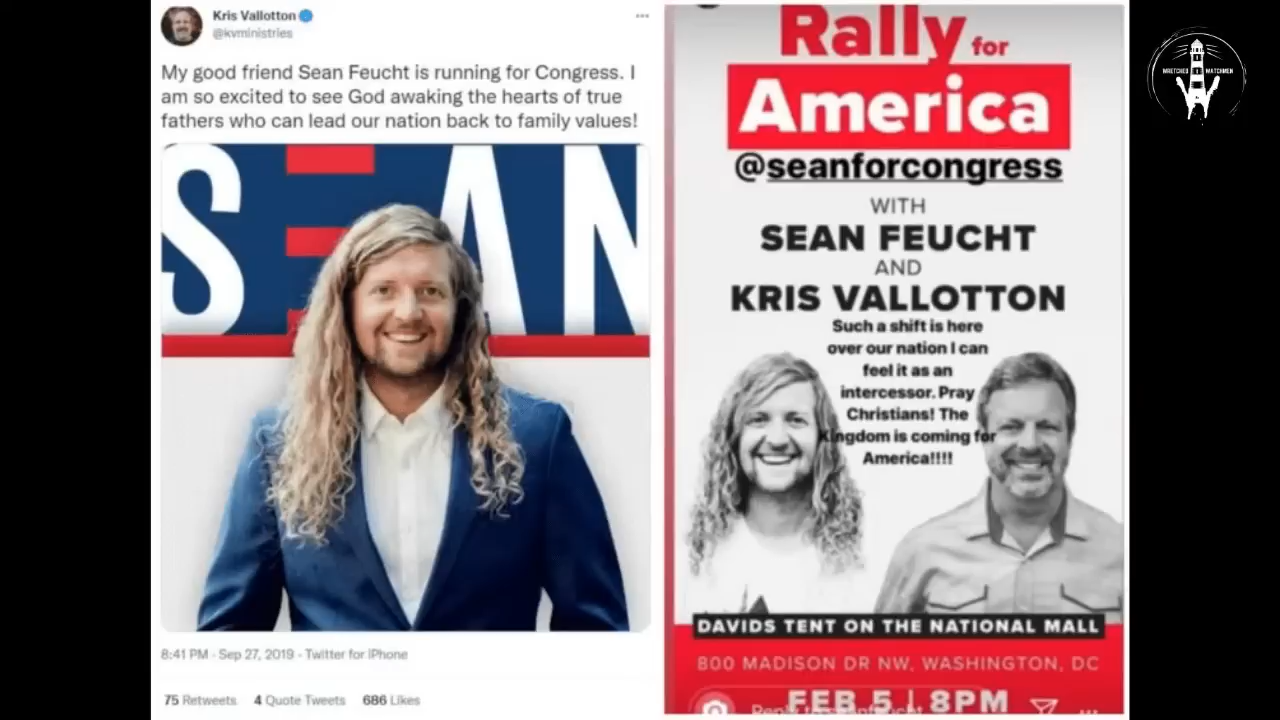 Kris Vallotton
@kvministries
My good friend Sean Feucht is running for Congress. I
am so excited to see God awaking the hearts of true
fathers who can lead our nation back to family values!
SEAN
8:41 PM · Sep 27, 2019 · Twitter for iPhone
75 Retweets 4 Quote Tweets 686 Likes
Rally for
America
@seanforcongress
WITH
SEAN FEUCHT
AND
KRIS VALLOTTON
Such a shift is here
over our nation I can
feel it as an
intercessor. Pray
Christians! The
Kingdom is coming for
America!!!!
DAVIDS TENT ON THE NATIONAL MALL
800 MADISON DR NW, WASHINGTON, DC
FEB 5 | 8PM
Reply to seanfeucht
WRETCHED WATCHMEN